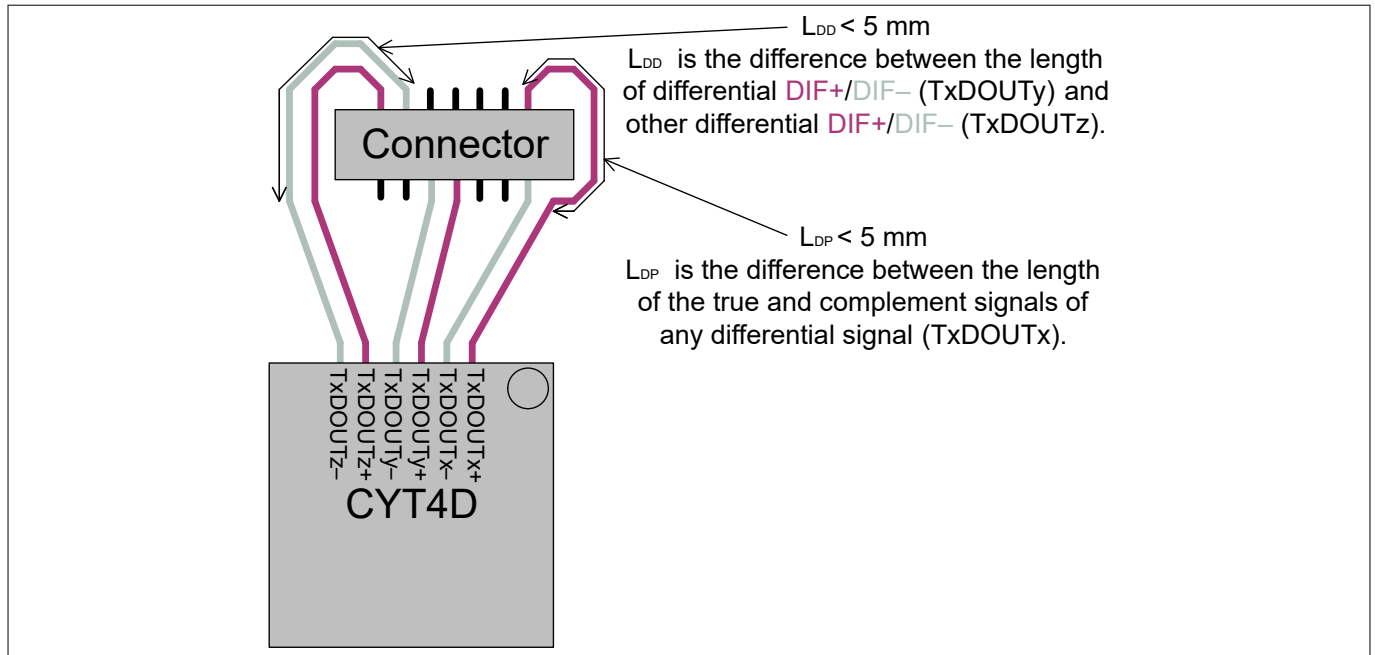 LDD < 5 mm
LDD is the difference between the length
of differential DIF+/DIF– (TxDOUTy) and
other differential DIF+/DIF– (TxDOUTz).
Connector
LDP < 5 mm
LDP is the difference between the length
of the true and complement signals of
any differential signal (TxDOUTx).
TxDOUTz–
TxDOUTz+
TxDOUTy–
TxDOUTy+
TxDOUTx–
TxDOUTx+
CYT4D